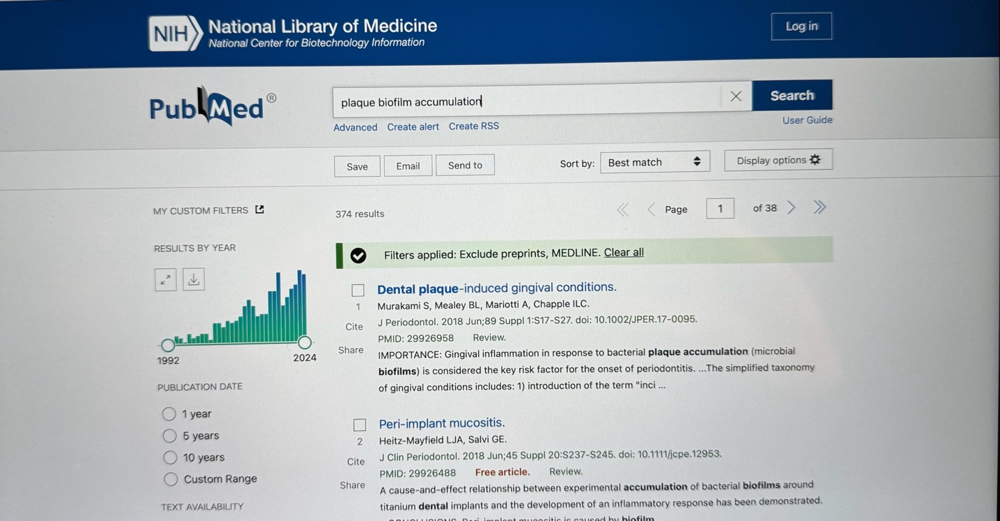 NIH
National Library of Medicine
National Center for Biotechnology Information
Log in
PubMed®
plaque biofilm accumulation
Search
Advanced Create alert Create RSS
User Guide
Save Email Send to
Sort by: Best match
Display options
MY CUSTOM FILTERS
374 results
Page 1 of 38
RESULTS BY YEAR
Filters applied: Exclude preprints, MEDLINE. Clear all
1992 2024
Dental plaque-induced gingival conditions.
1
Murakami S, Mealey BL, Mariotti A, Chapple ILC.
Cite
J Periodontol. 2018 Jun;89 Suppl 1:S17-S27. doi: 10.1002/JPER.17-0095.
PMID: 29926958 Review.
Share
IMPORTANCE: Gingival inflammation in response to bacterial plaque accumulation (microbial
biofilms) is considered the key risk factor for the onset of periodontitis. ...The simplified taxonomy
of gingival conditions includes: 1) introduction of the term "inci ...
PUBLICATION DATE
1 year
5 years
10 years
Custom Range
TEXT AVAILABILITY
Peri-implant mucositis.
2
Heitz-Mayfield LJA, Salvi GE.
Cite
J Clin Periodontol. 2018 Jun;45 Suppl 20:S237-S245. doi: 10.1111/jcpe.12953.
PMID: 29926488 Free article. Review.
Share
A cause-and-effect relationship between experimental accumulation of bacterial biofilms around
titanium dental implants and the development of an inflammatory response has been demonstrated.
CONCLUSIONS: Peri-implant mucositis is caused by biofilm